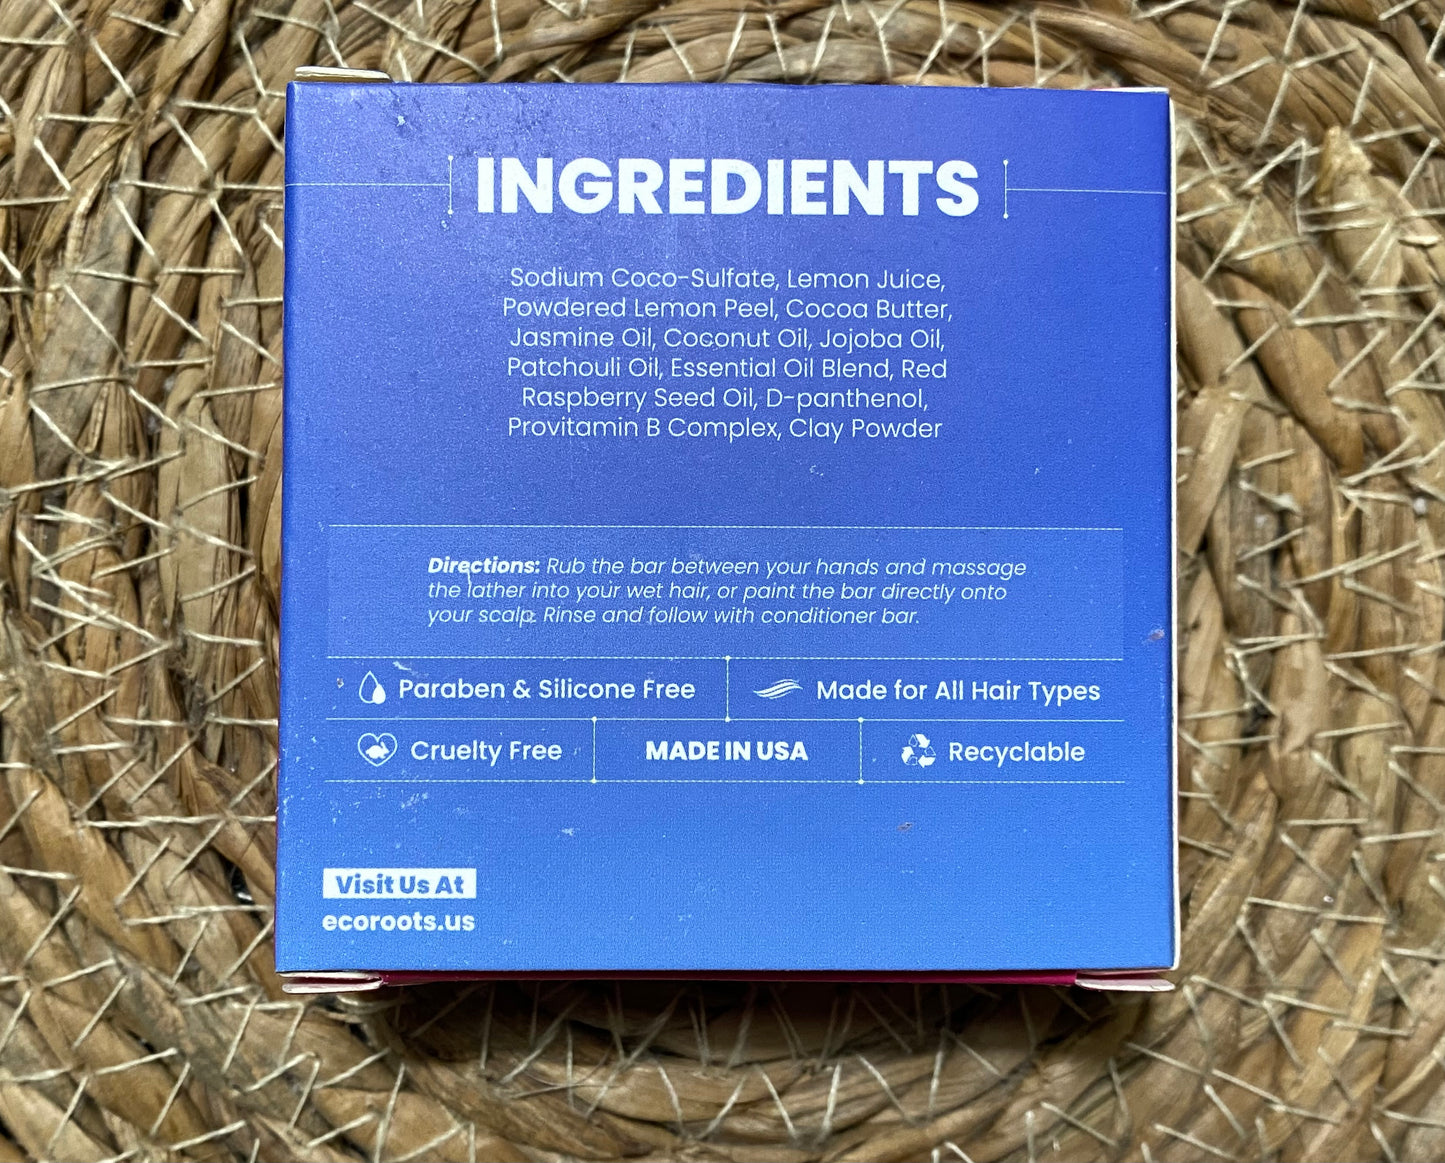 INGREDIENTS
Sodium Coco-Sulfate, Lemon Juice,
Powdered Lemon Peel, Cocoa Butter,
Jasmine Oil, Coconut Oil, Jojoba Oil,
Patchouli Oil, Essential Oil Blend, Red
Raspberry Seed Oil, D-panthenol,
Provitamin B Complex, Clay Powder
Directions: Rub the bar between your hands and massage
the lather into your wet hair, or paint the bar directly onto
your scalp. Rinse and follow with conditioner bar.
Paraben & Silicone Free
Made for All Hair Types
Cruelty Free
MADE IN USA
Recyclable
Visit Us At
ecoroots.us